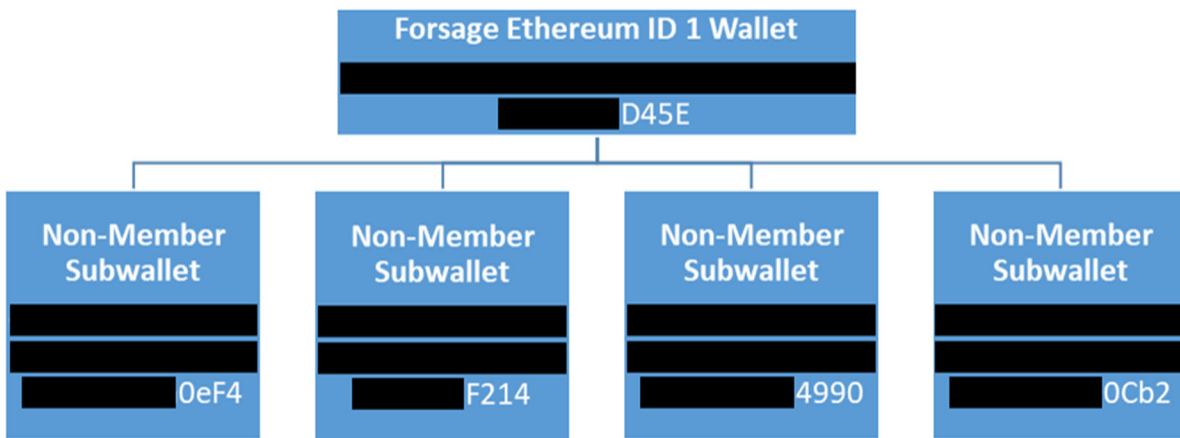 Forsage Ethereum ID 1 Wallet
D45E
Non-Member
Subwallet
0eF4
Non-Member
Subwallet
F214
Non-Member
Subwallet
4990
Non-Member
Subwallet
0Cb2